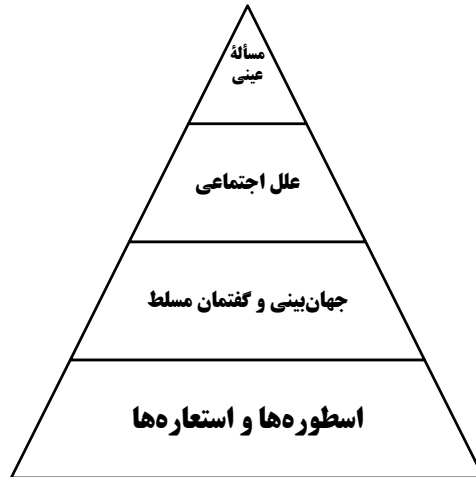 مسألهٔ
عینی
علل اجتماعی
جهان‌بینی و گفتمان مسلط
اسطوره‌ها و استعاره‌ها